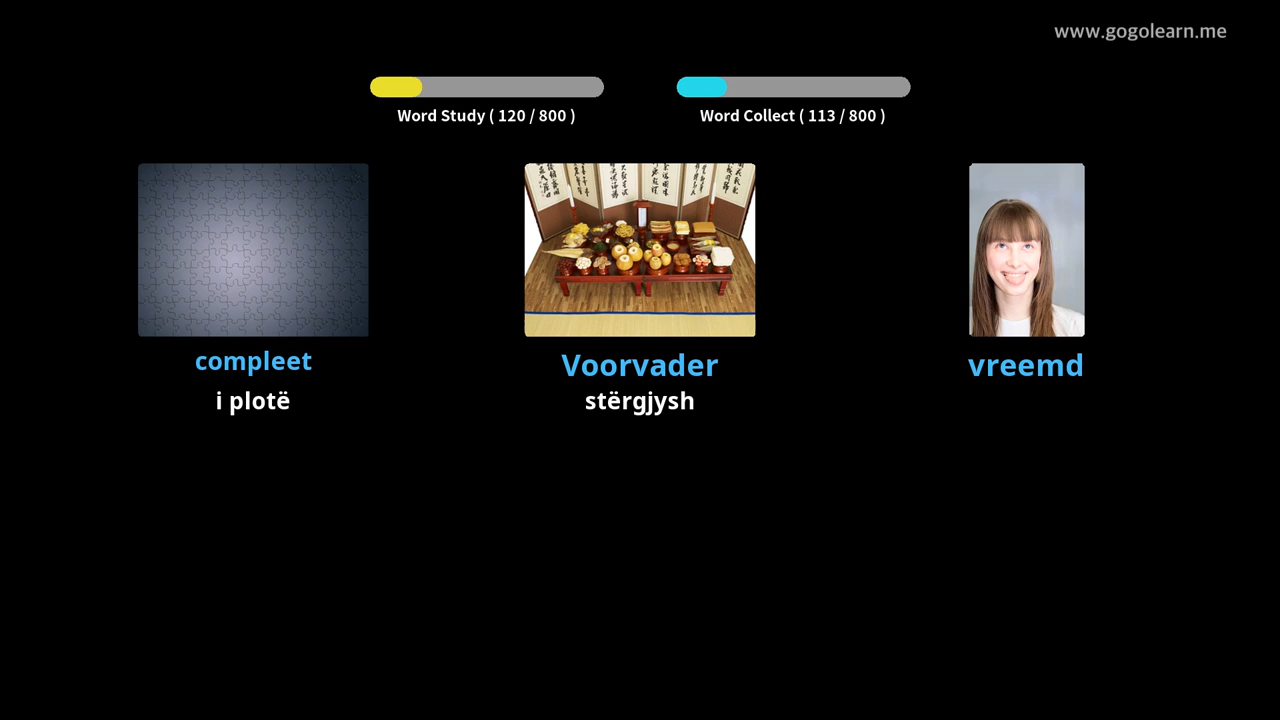 www.gogolearn.me
Word Study ( 120 / 800 )
Word Collect ( 113 / 800 )
compleet
i plotë
Voorvader
stërgjysh
vreemd